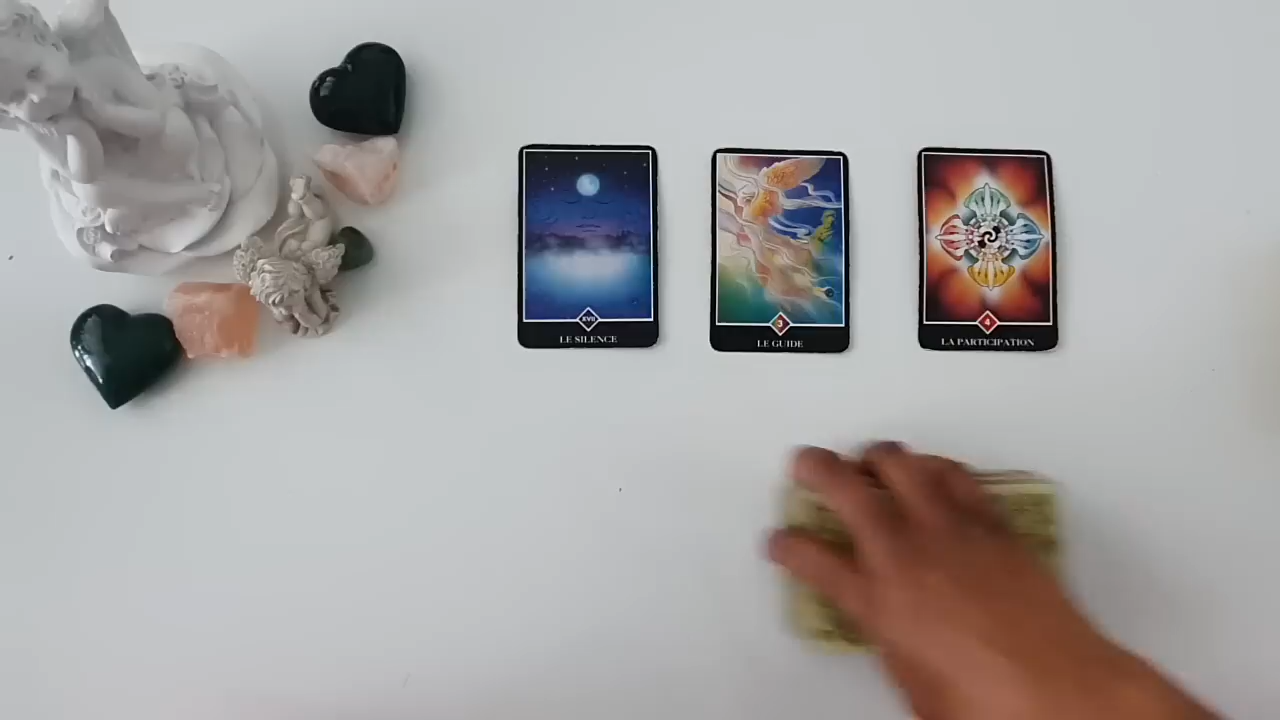 XVII
LE SILENCE
3
LE GUIDE
4
LA PARTICIPATION